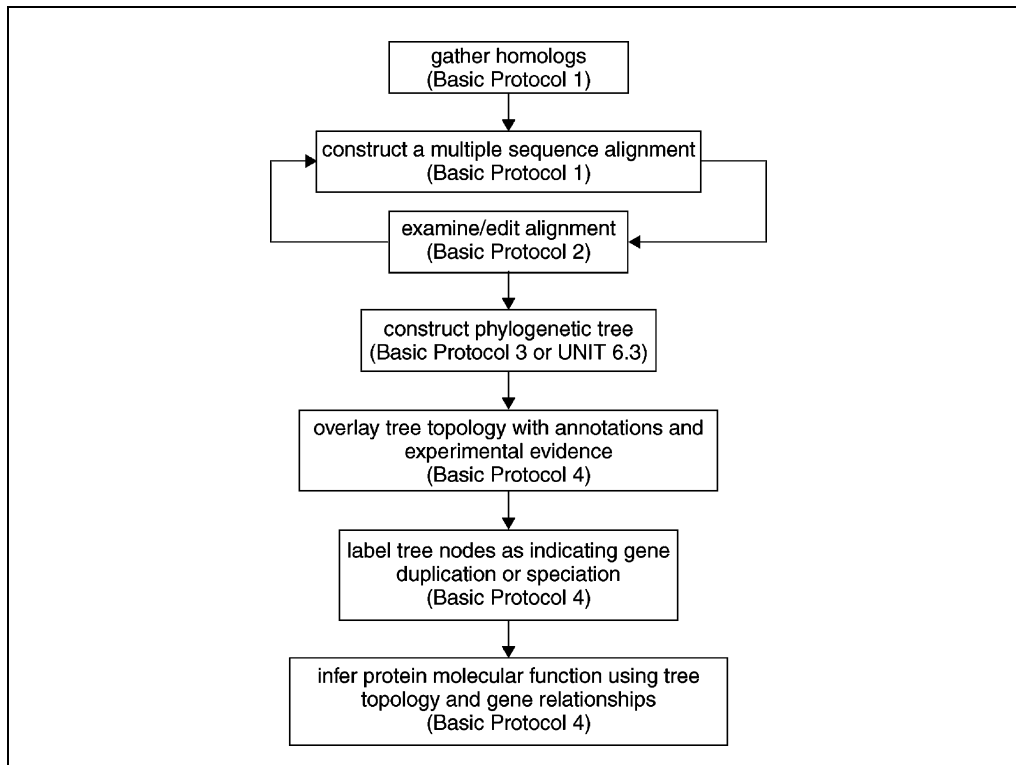 gather homologs
(Basic Protocol 1)
construct a multiple sequence alignment
(Basic Protocol 1)
examine/edit alignment
(Basic Protocol 2)
construct phylogenetic tree
(Basic Protocol 3 or UNIT 6.3)
overlay tree topology with annotations and
experimental evidence
(Basic Protocol 4)
label tree nodes as indicating gene
duplication or speciation
(Basic Protocol 4)
infer protein molecular function using tree
topology and gene relationships
(Basic Protocol 4)